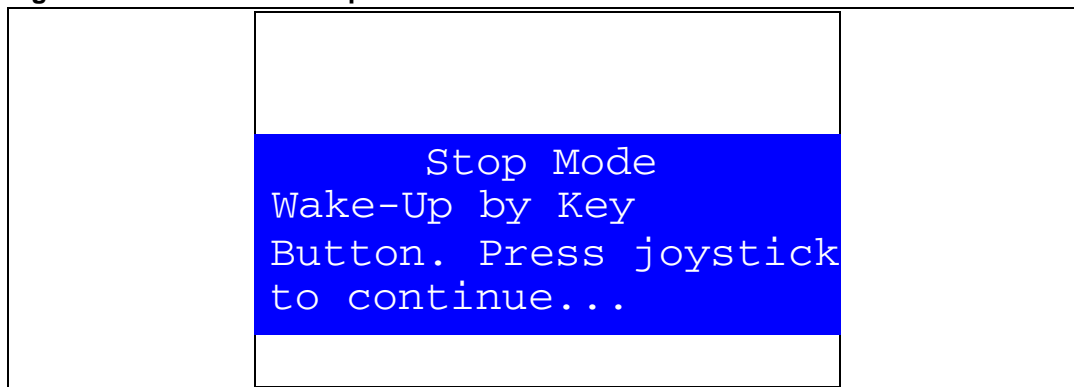 Stop Mode
Wake-Up by Key
Button. Press joystick
to continue...